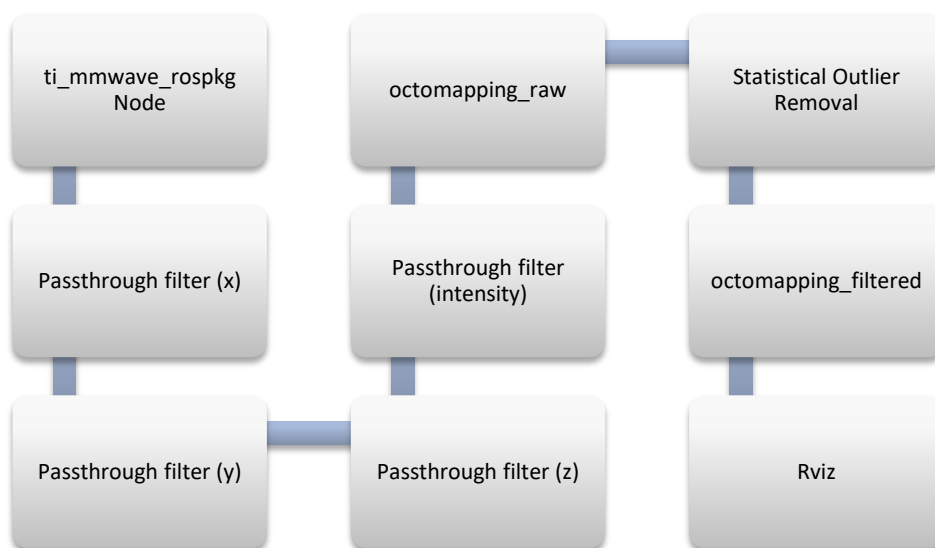 ti_mmwave_rospkg
Node
Passthrough filter (x)
Passthrough filter (y)
Passthrough filter (z)
Passthrough filter
(intensity)
octomapping_raw
Statistical Outlier
Removal
octomapping_filtered
Rviz